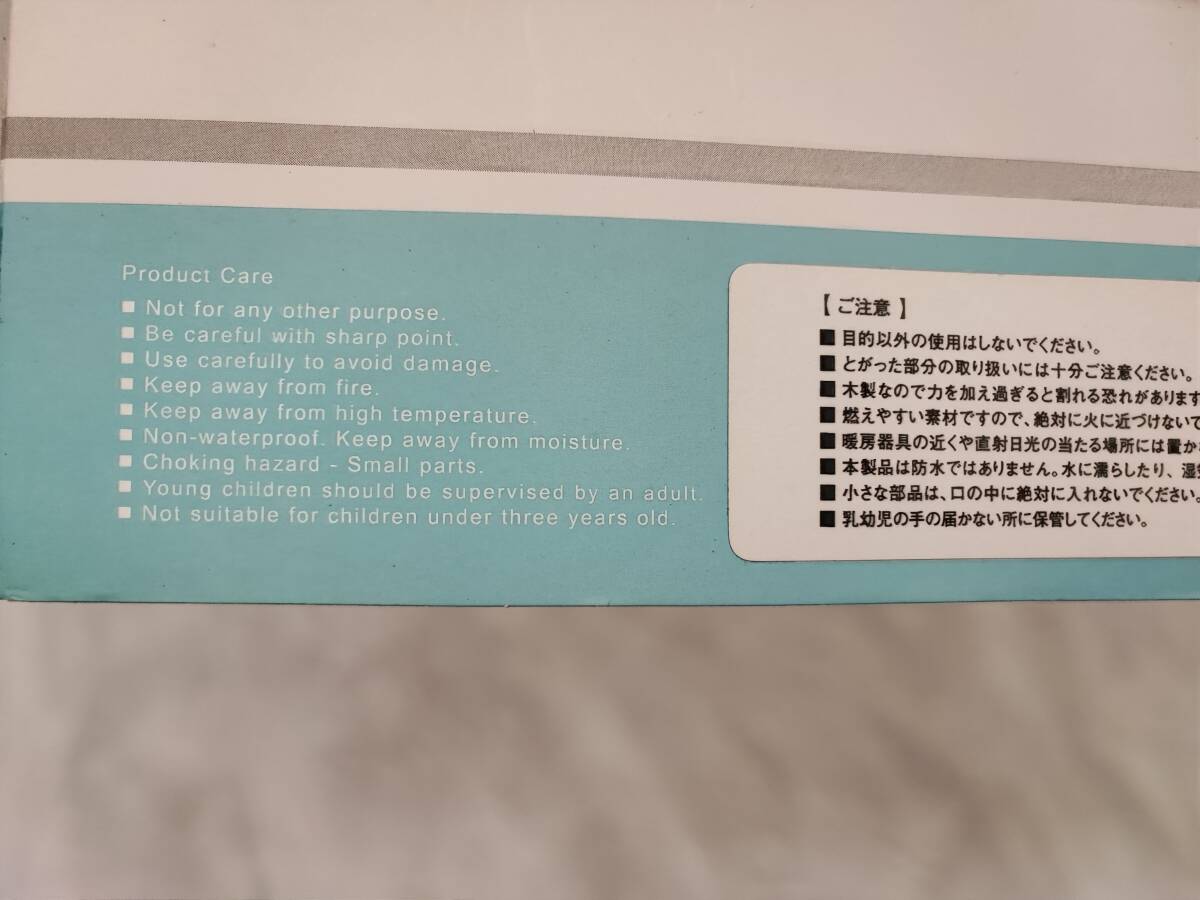 Product Care
■ Not for any other purpose.
■ Be careful with sharp point.
■ Use carefully to avoid damage.
■ Keep away from fire.
■ Keep away from high temperature.
■ Non-waterproof. Keep away from moisture.
■ Choking hazard - Small parts.
■ Young children should be supervised by an adult.
■ Not suitable for children under three years old.
【 ご注意 】
■ 目的以外の使用はしないでください。
■ とがった部分の取り扱いには十分ご注意ください。
■ 木製なので力を加え過ぎると割れる恐れがあります
■ 燃えやすい素材ですので、絶対に火に近づけないで
■ 暖房器具の近くや直射日光の当たる場所には置か
■ 本製品は防水ではありません。水に濡らしたり、湿
■ 小さな部品は、口の中に絶対に入れないでください。
■ 乳幼児の手の届かない所に保管してください。